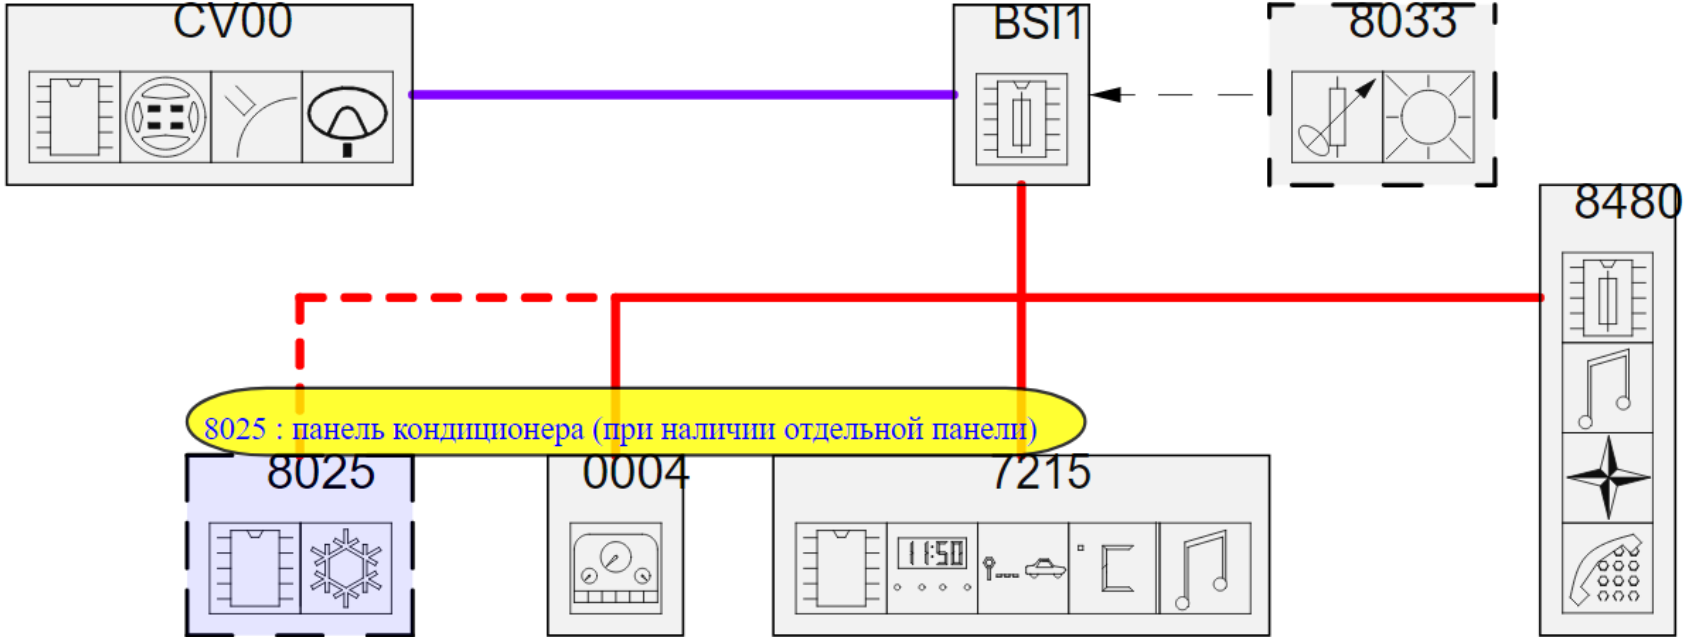 CV00
BSI1
8033
8480
8025 : панель кондиционера (при наличии отдельной панели)
8025
0004
7215
11:50
°C